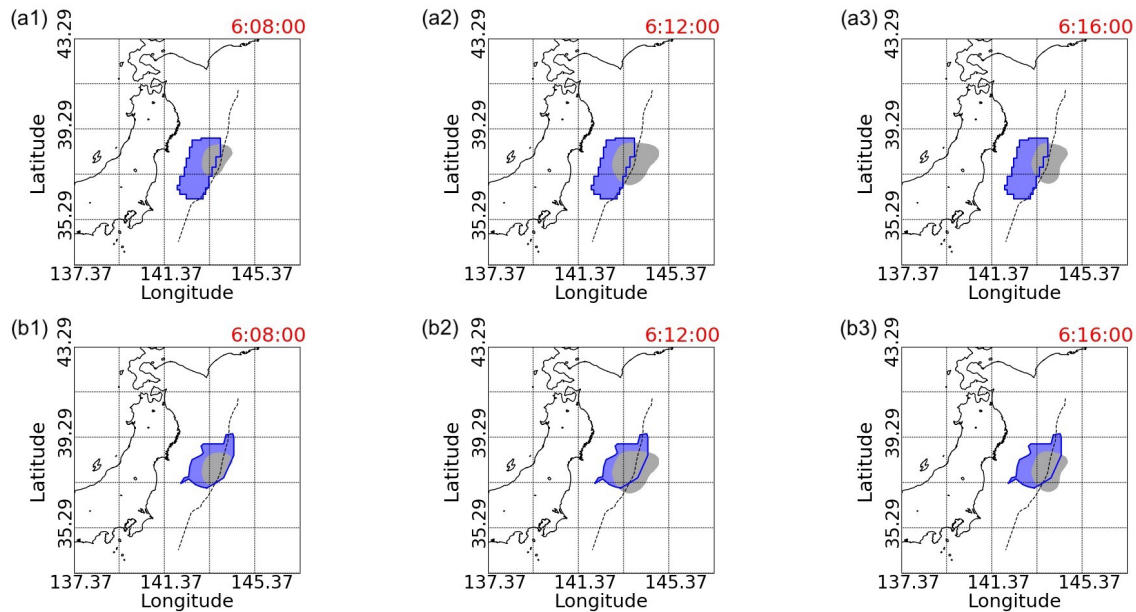 (a1) 6:08:00
43.29
39.29
35.29
Latitude
137.37 141.37 145.37
Longitude
(a2) 6:12:00
43.29
39.29
35.29
Latitude
137.37 141.37 145.37
Longitude
(a3) 6:16:00
43.29
39.29
35.29
Latitude
137.37 141.37 145.37
Longitude
(b1) 6:08:00
43.29
39.29
35.29
Latitude
137.37 141.37 145.37
Longitude
(b2) 6:12:00
43.29
39.29
35.29
Latitude
137.37 141.37 145.37
Longitude
(b3) 6:16:00
43.29
39.29
35.29
Latitude
137.37 141.37 145.37
Longitude